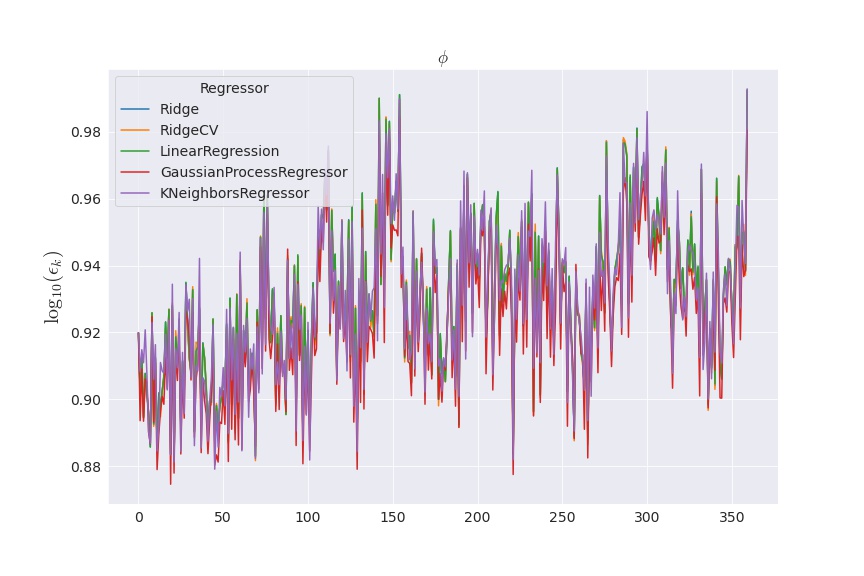 ϕ
Regressor
Ridge
RidgeCV
LinearRegression
GaussianProcessRegressor
KNeighborsRegressor
0.98
0.96
0.94
0.92
0.90
0.88
log₁₀(ϵₖ)
0 50 100 150 200 250 300 350